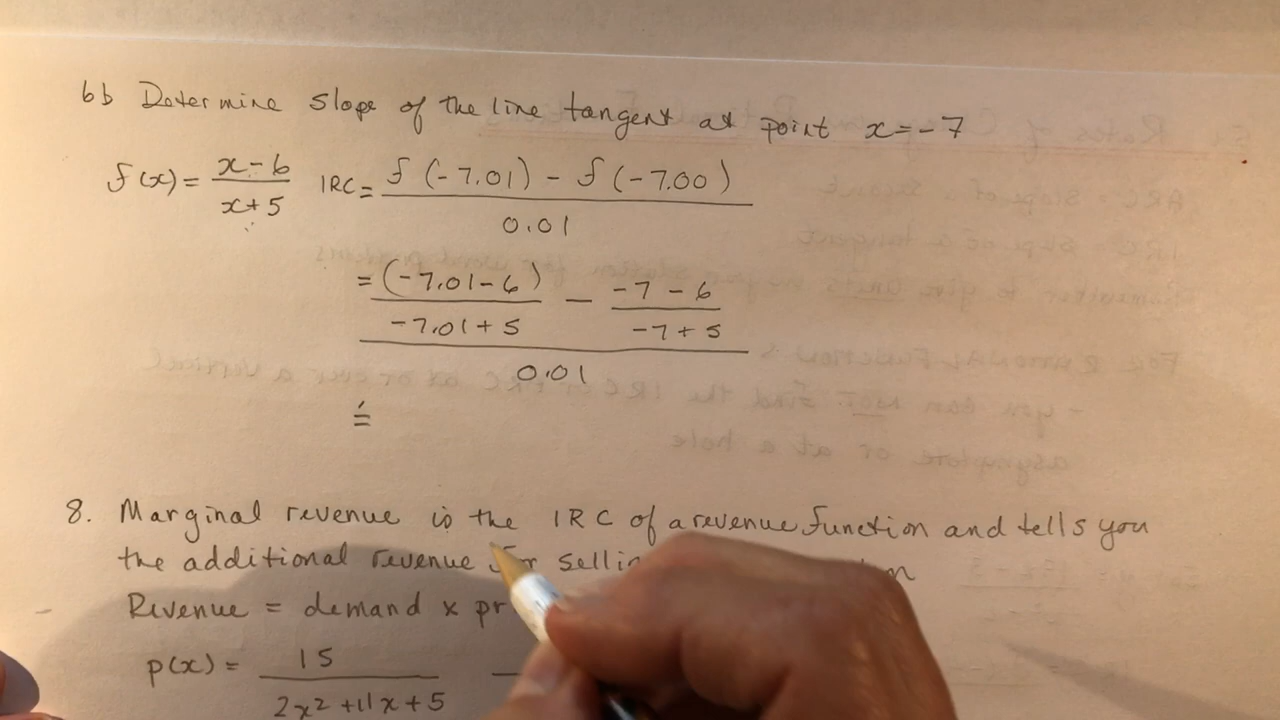 6b Determine slope of the line tangent at point x = -7
f(x) = x-6 / x+5 IRC = f(-7.01) - f(-7.00) / 0.01
= (-7.01-6) / -7.01+5 - -7-6 / -7+5
0.01
≐
8. Marginal revenue is the IRC of a revenue function and tells you
the additional revenue for
Revenue = demand x
p(x) = 15 / 2x² + 11x + 5